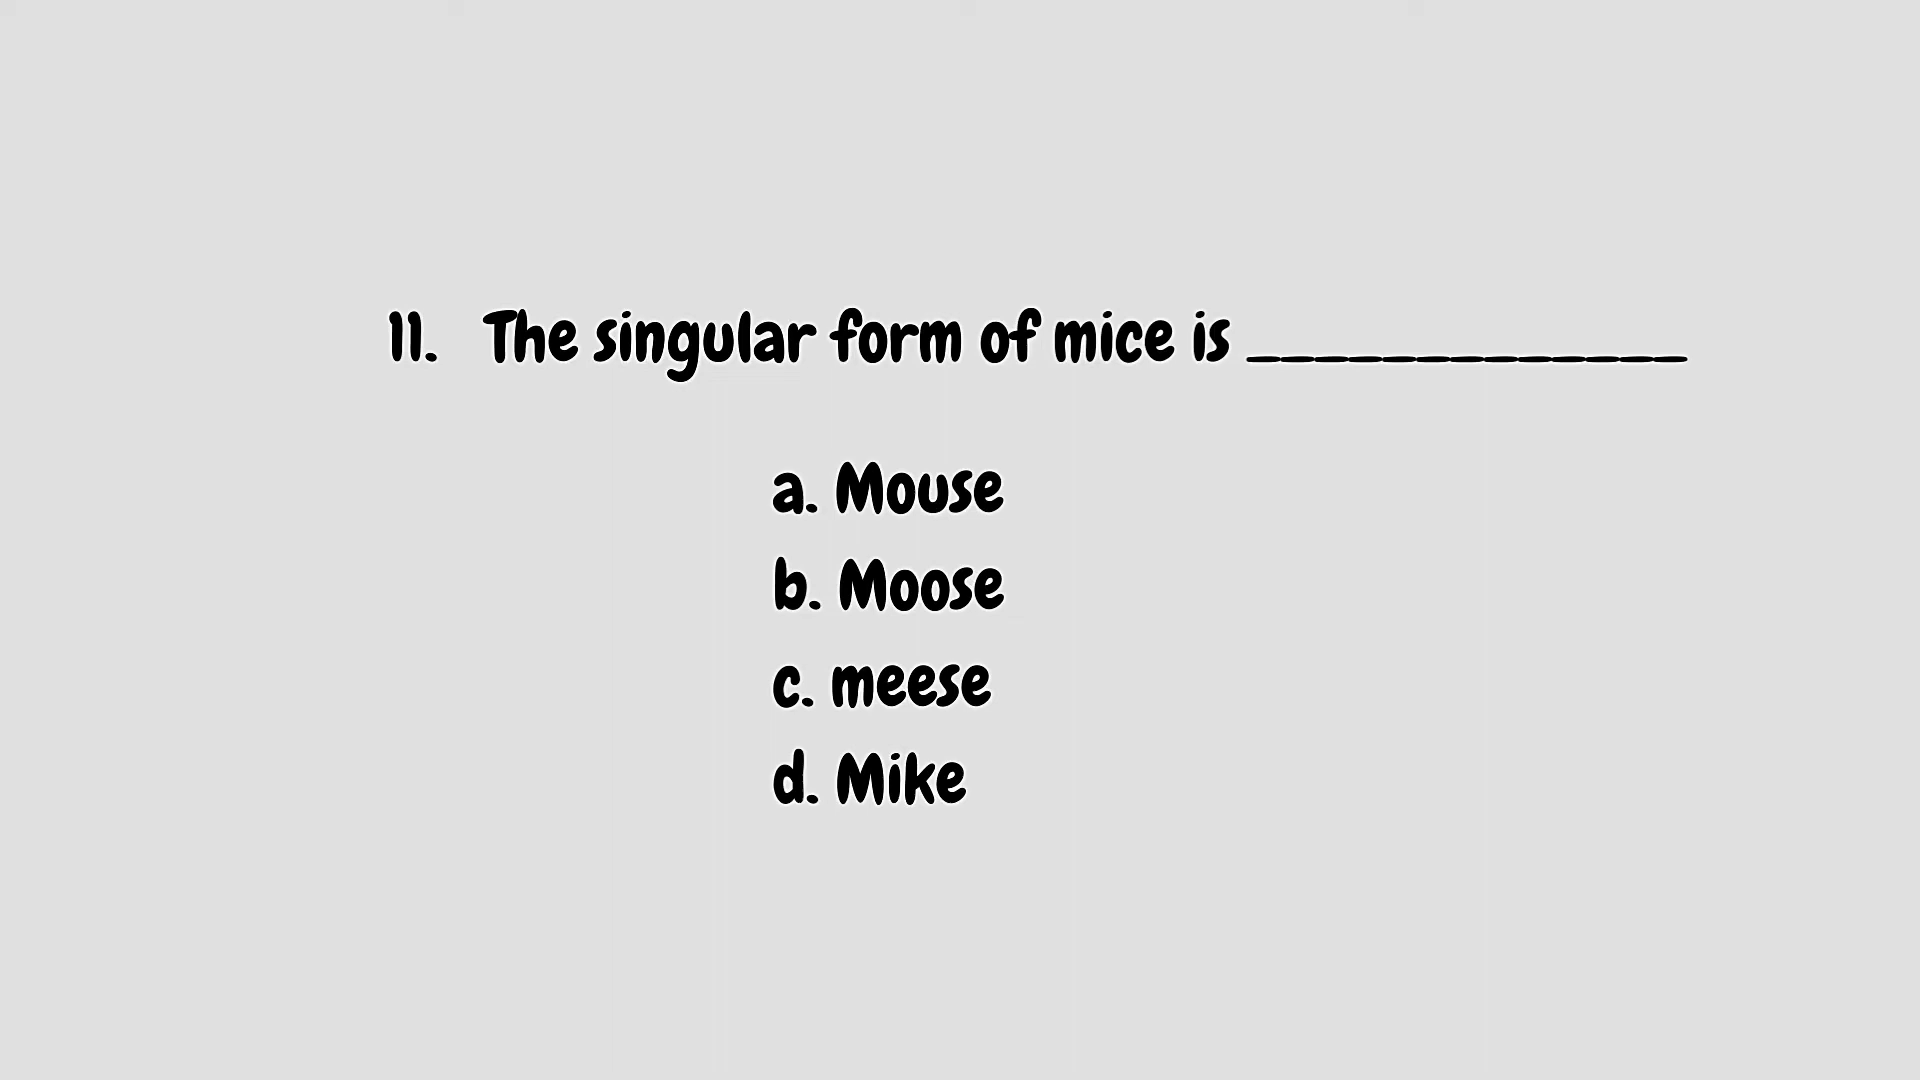 11. The singular form of mice is _____________
a. Mouse
b. Moose
c. meese
d. Mike